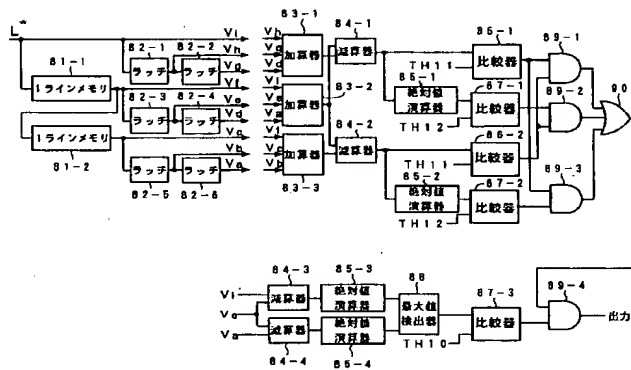 L*
82-1 82-2
ラッチ ラッチ
81-1
1ラインメモリ
82-3 82-4
ラッチ ラッチ
1ラインメモリ
81-2
ラッチ ラッチ
82-5 82-6
Vi
Vh
Vg
Vf
Ve
Vd
Vc
Vb
Va
83-1
加算器
83-2
加算器
加算器
83-3
84-1
減算器
84-2
減算器
85-1
絶対値
演算器
85-2
絶対値
演算器
TH11
TH12
TH11
TH12
比較器
87-1
比較器
86-2
比較器
87-2
比較器
89-1
89-2
89-3
90
84-3
減算器
減算器
84-4
85-3
絶対値
演算器
絶対値
演算器
85-4
88
最大値
検出器
87-3
比較器
TH10
89-4
出力